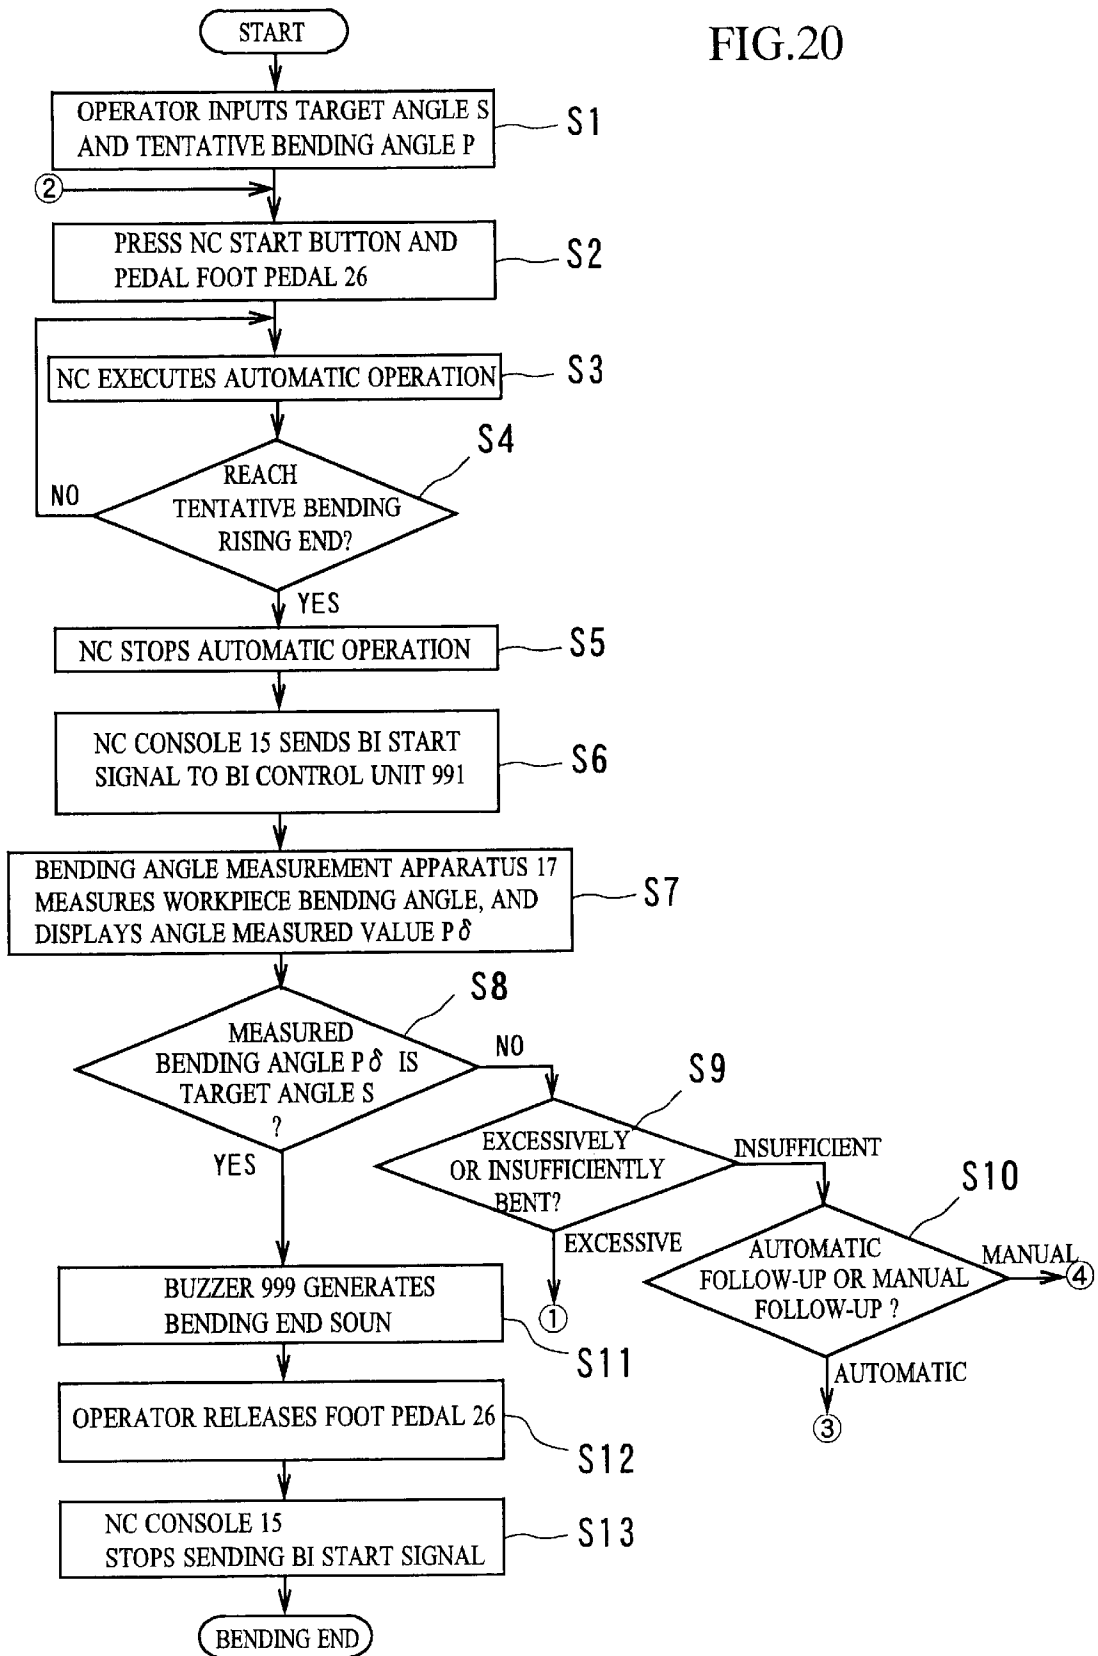 START
FIG.20
OPERATOR INPUTS TARGET ANGLE S
AND TENTATIVE BENDING ANGLE P
S1
②
PRESS NC START BUTTON AND
PEDAL FOOT PEDAL 26
S2
NC EXECUTES AUTOMATIC OPERATION
S3
REACH
TENTATIVE BENDING
RISING END?
S4
NO
YES
NC STOPS AUTOMATIC OPERATION
S5
NC CONSOLE 15 SENDS BI START
SIGNAL TO BI CONTROL UNIT 991
S6
BENDING ANGLE MEASUREMENT APPARATUS 17
MEASURES WORKPIECE BENDING ANGLE, AND
DISPLAYS ANGLE MEASURED VALUE P δ
S7
MEASURED
BENDING ANGLE P δ IS
TARGET ANGLE S
?
S8
NO
YES
EXCESSIVELY
OR INSUFFICIENTLY
BENT?
S9
INSUFFICIENT
EXCESSIVE
①
AUTOMATIC
FOLLOW-UP OR MANUAL
FOLLOW-UP ?
S10
MANUAL
④
AUTOMATIC
③
BUZZER 999 GENERATES
BENDING END SOUN
S11
OPERATOR RELEASES FOOT PEDAL 26
S12
NC CONSOLE 15
STOPS SENDING BI START SIGNAL
S13
BENDING END